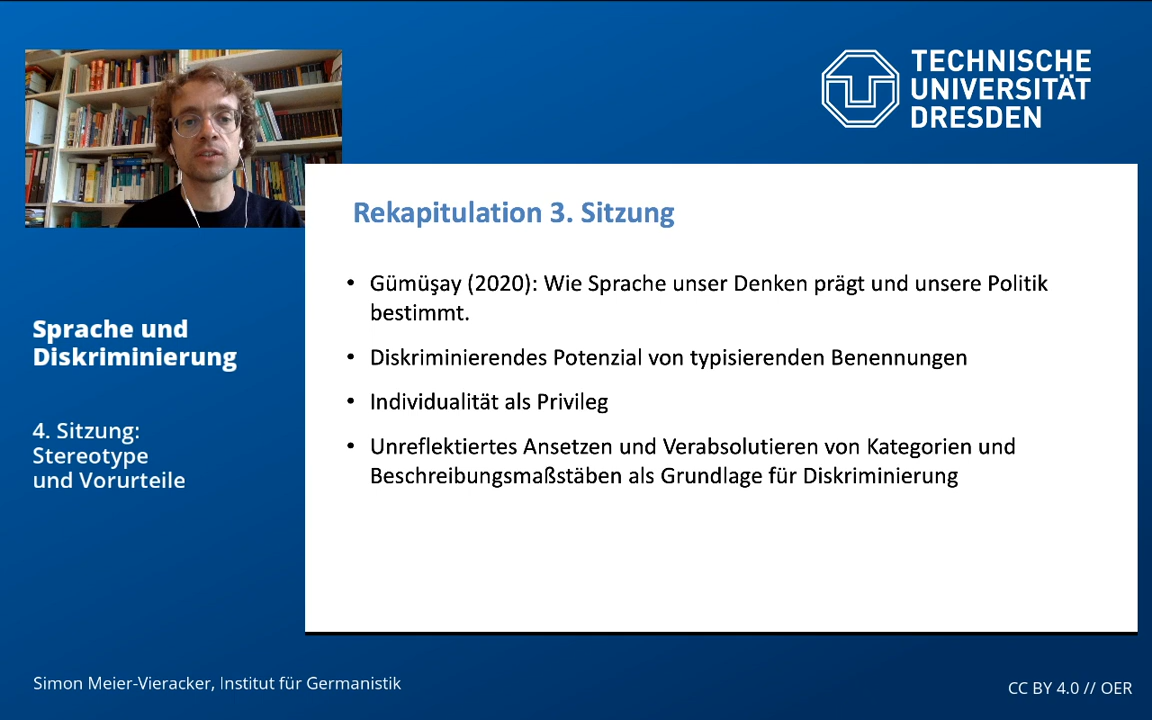 TECHNISCHE
UNIVERSITÄT
DRESDEN
Rekapitulation 3. Sitzung
• Gümüşay (2020): Wie Sprache unser Denken prägt und unsere Politik
bestimmt.
• Diskriminierendes Potenzial von typisierenden Benennungen
• Individualität als Privileg
• Unreflektiertes Ansetzen und Verabsolutieren von Kategorien und
Beschreibungsmaßstäben als Grundlage für Diskriminierung
Sprache und
Diskriminierung
4. Sitzung:
Stereotype
und Vorurteile
Simon Meier-Vieracker, Institut für Germanistik
CC BY 4.0 // OER